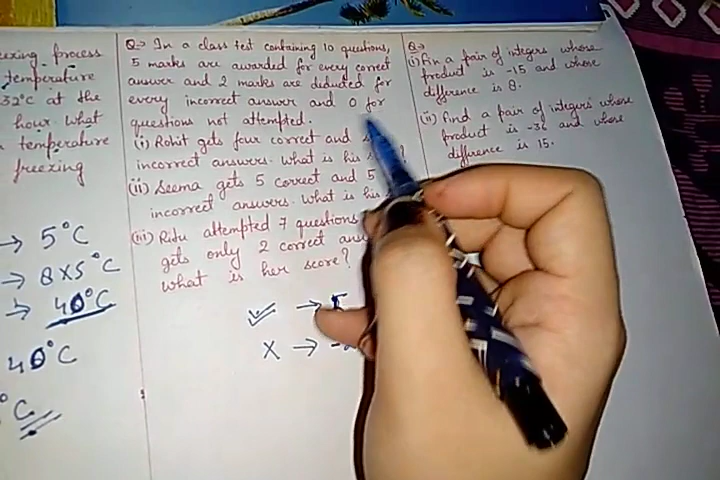 ezing process
temperature
32°C at the
hour what
temperature
freezing
→ 5°C
→ 8×5°C
→ 40°C
40°C
°C
Q→ In a class test containing 10 questions,
5 marks are awarded for every correct
answer and 2 marks are deducted for
every incorrect answer and 0 for
questions not attempted.
(i) Rohit gets four correct and
incorrect answers. What is his
?
(ii) Seema gets 5 correct and 5
incorrect answers. What is his
(iii) Ritu attempted 7 questions
gets only 2 correct
what is her score?
✓ → 5
X → -
Q→
(i) Fin a pair of integers whose
product is -15 and whose
difference is 8.
(ii) Find a pair of integers whose
product is -36 and whose
difference is 15.